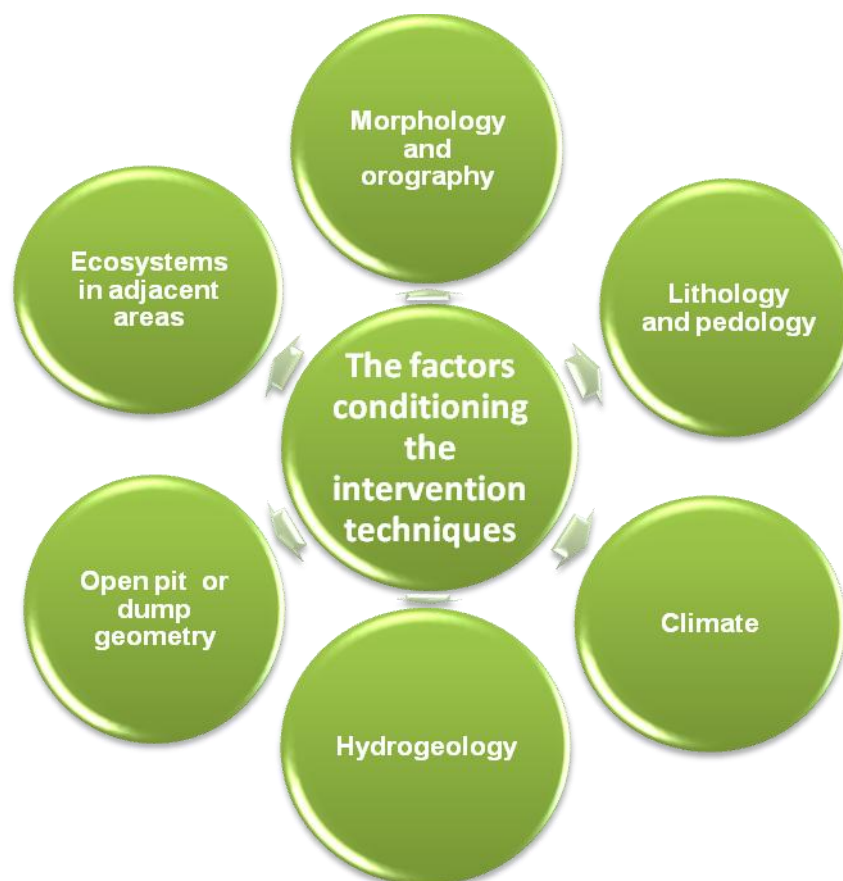 Morphology
and
orography
Ecosystems
in adjacent
areas
Lithology
and pedology
The factors
conditioning
the
intervention
techniques
Open pit or
dump
geometry
Climate
Hydrogeology